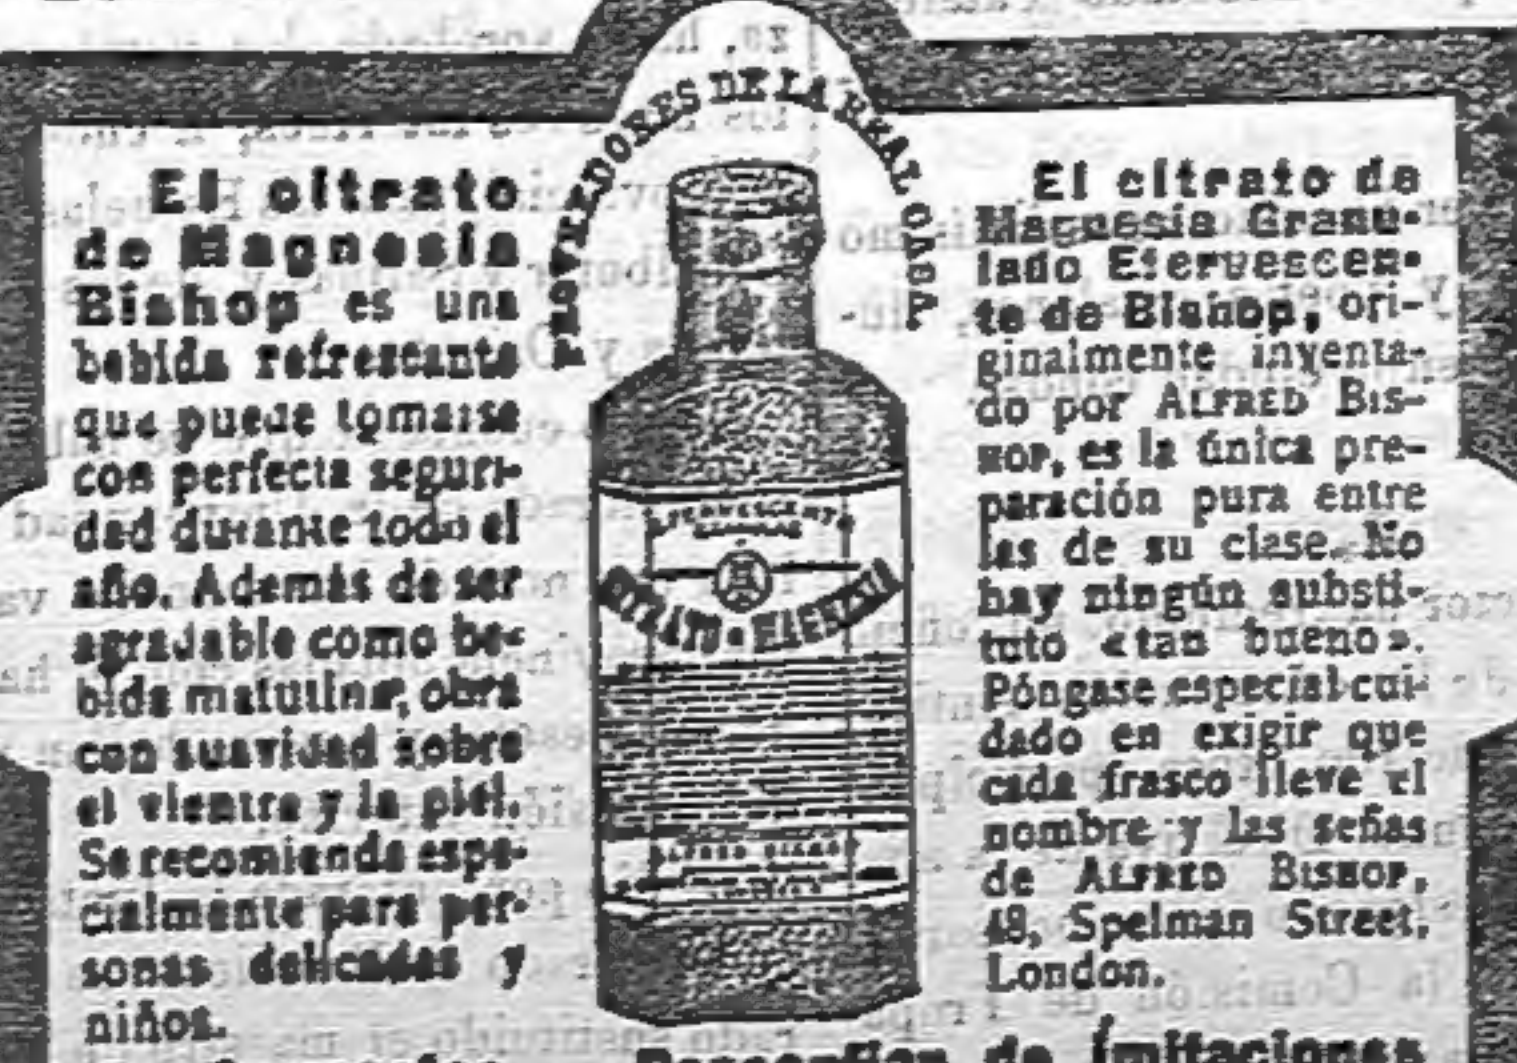 PROVEEDORES DE LA REAL CASA.
El citrato
de Magnesia
Bishop es una
bebida refrescante
que puede tomarse
con perfecta seguri-
dad durante todo el
año. Además de ser
agradable como be-
bida matutina, obra
con suavidad sobre
el vientre y la piel.
Se recomienda espe-
cialmente para per-
sonas delicadas y
niños.
CITRATO DE MAGNESIA
El citrato de
Magnesia Granu-
lado Efervescen-
te de Bishop, ori-
ginalmente inventa-
do por ALFRED BIS-
HOP, es la única pre-
paración pura entre
las de su clase. No
hay ningún substi-
tuto «tan bueno».
Póngase especial cui-
dado en exigir que
cada frasco lleve el
nombre y las señas
de ALFRED BISHOP,
48, Spelman Street,
London.
de imitaciones